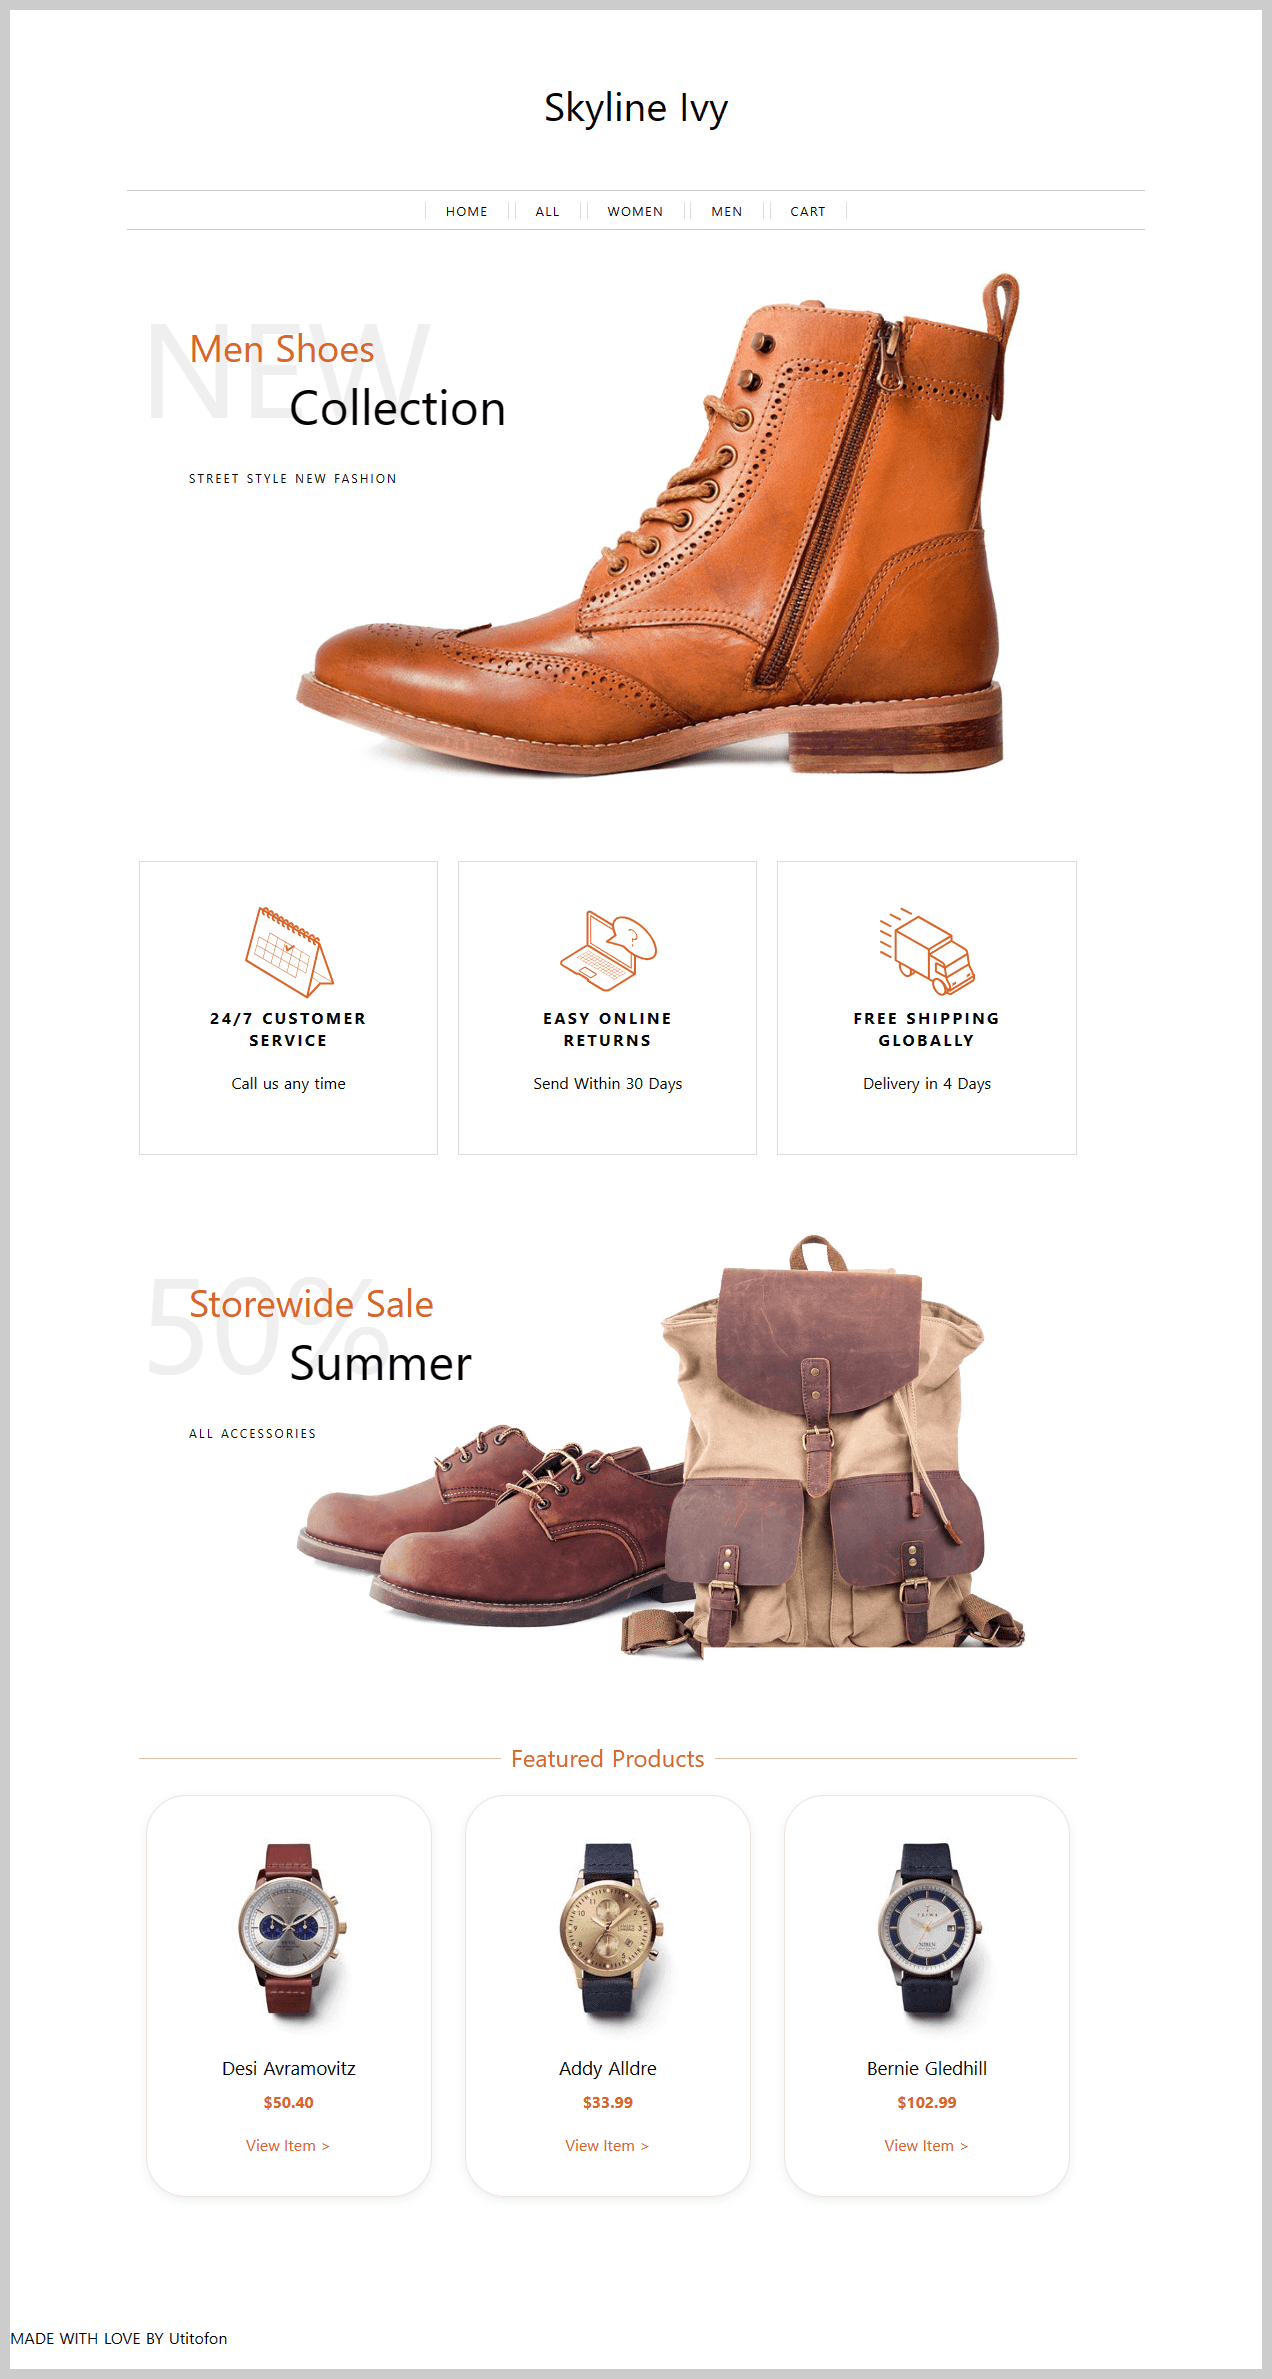 Skyline Ivy
HOME
ALL
WOMEN
MEN
CART
NEW
Men Shoes
Collection
STREET STYLE NEW FASHION
24/7 CUSTOMER
SERVICE
Call us any time
EASY ONLINE
RETURNS
Send Within 30 Days
FREE SHIPPING
GLOBALLY
Delivery in 4 Days
50%
Storewide Sale
Summer
ALL ACCESSORIES
Featured Products
Desi Avramovitz
$50.40
View Item >
Addy Alldre
$33.99
View Item >
Bernie Gledhill
$102.99
View Item >
MADE WITH LOVE BY Utitofon